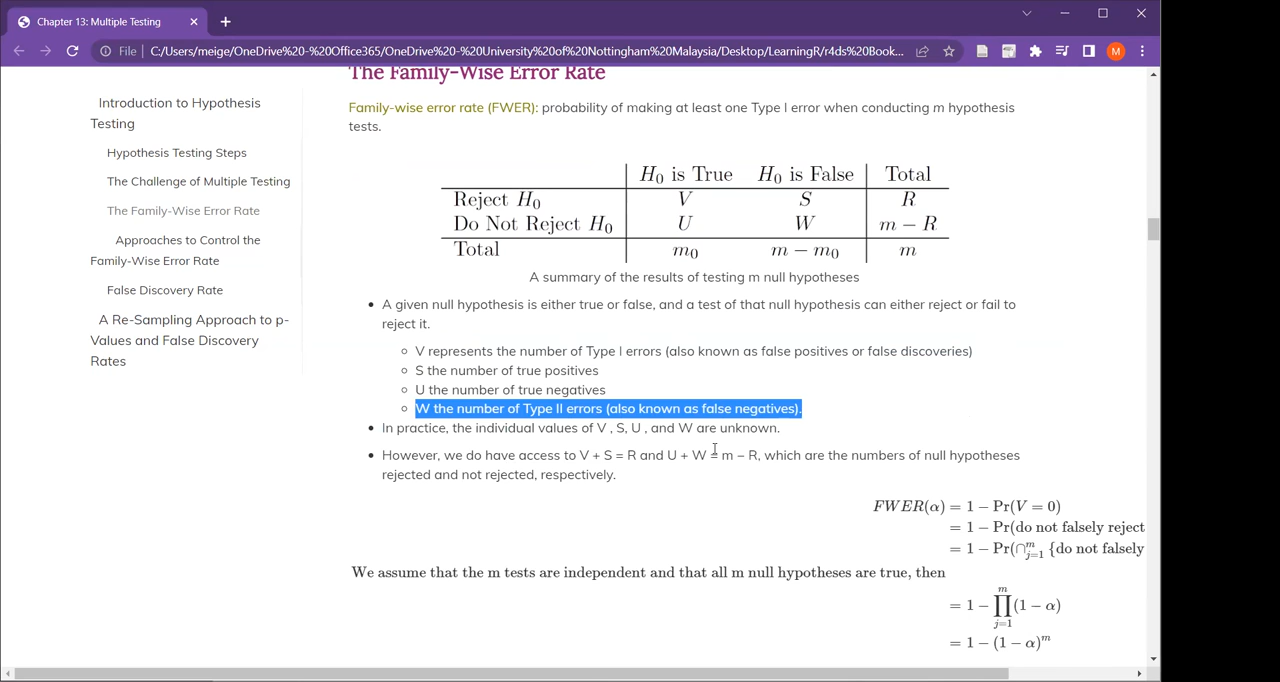 Chapter 13: Multiple Testing
File C:/Users/meige/OneDrive%20-%20Office365/OneDrive%20-%20University%20of%20Nottingham%20Malaysia/Desktop/LearningR/r4ds%20Book... M
The Family-Wise Error Rate
Introduction to Hypothesis
Testing
Hypothesis Testing Steps
The Challenge of Multiple Testing
The Family-Wise Error Rate
Approaches to Control the
Family-Wise Error Rate
False Discovery Rate
A Re-Sampling Approach to p-
Values and False Discovery
Rates
Family-wise error rate (FWER): probability of making at least one Type I error when conducting m hypothesis
tests.
H₀ is True H₀ is False Total
Reject H₀ V S R
Do Not Reject H₀ U W m − R
Total m₀ m − m₀ m
A summary of the results of testing m null hypotheses
• A given null hypothesis is either true or false, and a test of that null hypothesis can either reject or fail to
reject it.
○ V represents the number of Type I errors (also known as false positives or false discoveries)
○ S the number of true positives
○ U the number of true negatives
○ W the number of Type II errors (also known as false negatives).
• In practice, the individual values of V , S, U , and W are unknown.
• However, we do have access to V + S = R and U + W = m − R, which are the numbers of null hypotheses
rejected and not rejected, respectively.
FWER(α) = 1 − Pr(V = 0)
= 1 − Pr(do not falsely reject
= 1 − Pr(∩ᵐⱼ₌₁ {do not falsely
We assume that the m tests are independent and that all m null hypotheses are true, then
= 1 − ∏ᵐⱼ₌₁ (1 − α)
= 1 − (1 − α)ᵐ